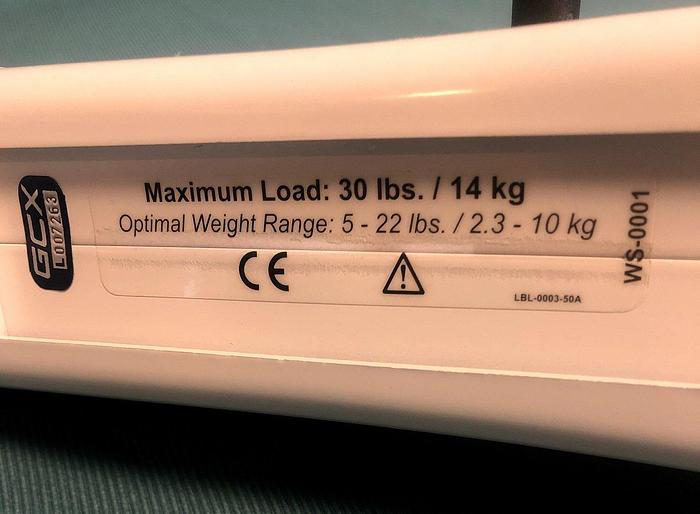 GCX
L007263
Maximum Load: 30 lbs. / 14 kg
Optimal Weight Range: 5 - 22 lbs. / 2.3 - 10 kg
CE
LBL-0003-50A
WS-0001